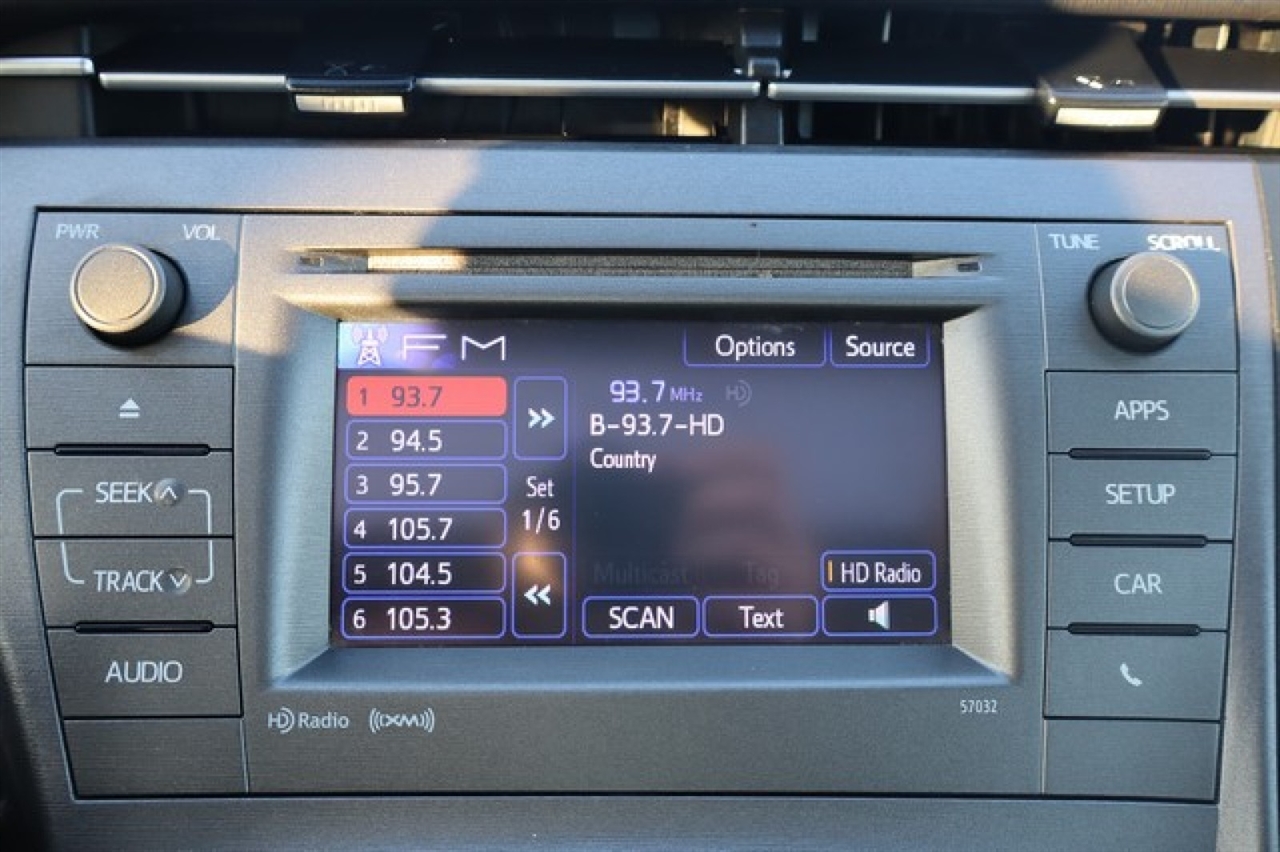 PWR VOL
TUNE SCROLL
FM
Options
Source
1 93.7
2 94.5
3 95.7
4 105.7
5 104.5
6 105.3
>>
Set
1/6
<<
93.7 MHz HD
B-93.7-HD
Country
Multicast
Tag
HD Radio
SCAN
Text
SEEK
TRACK
AUDIO
APPS
SETUP
CAR
HD Radio
((XM))
57032